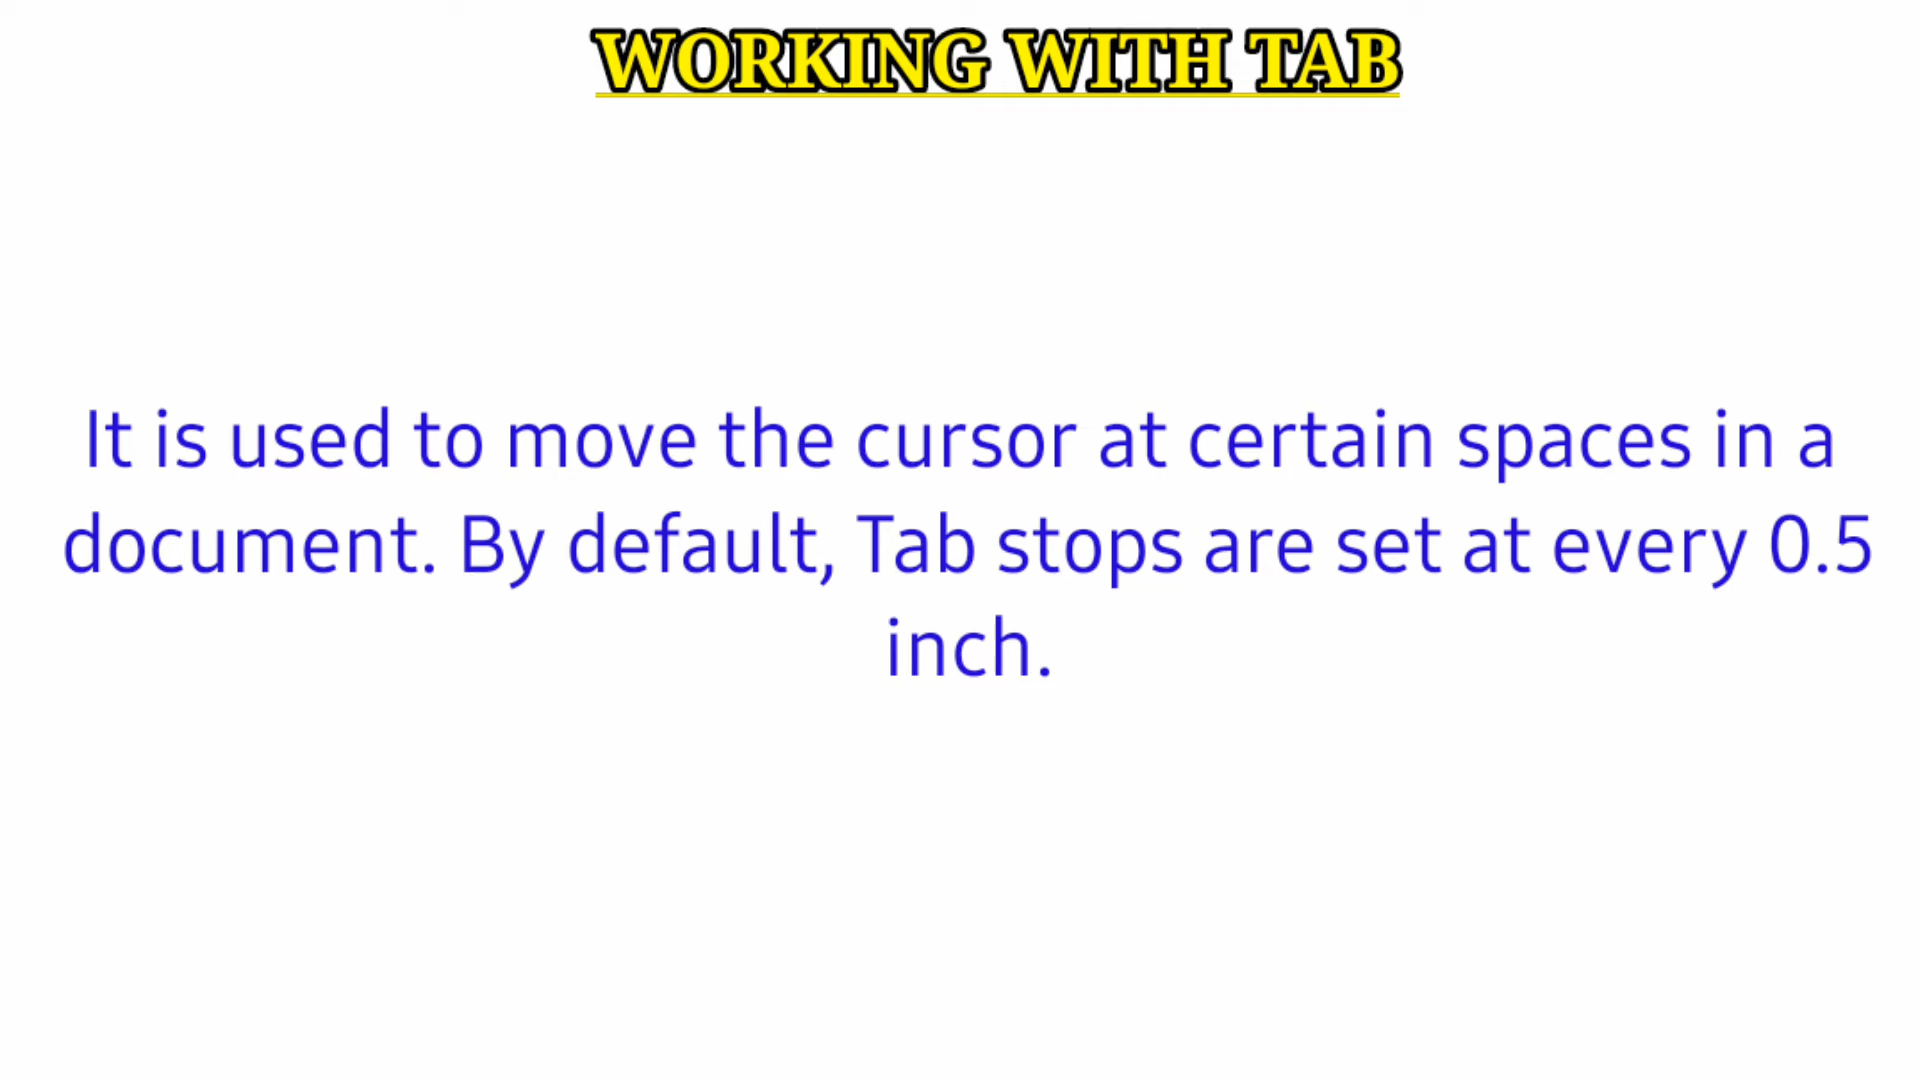 WORKING WITH TAB
It is used to move the cursor at certain spaces in a
document. By default, Tab stops are set at every 0.5
inch.